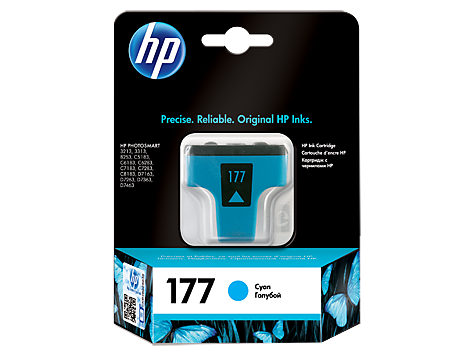 hp
Precise. Reliable. Original HP Inks.
HP PHOTOSMART
3213, 3313,
8253, C5183,
C6183, C6283,
C7183, C7283,
C8183, D7163,
D7263, D7363,
D7463
HP Ink Cartridge
Cartouche d'encre HP
Картридж с
чернилами HP
177
177
Cyan
Голубой